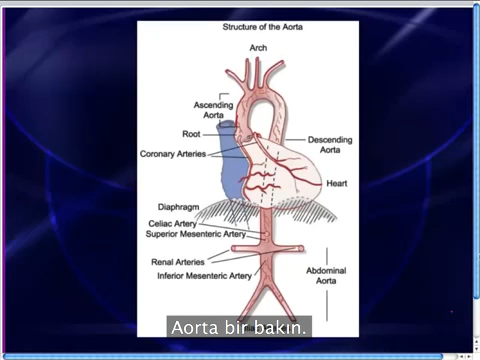 Structure of the Aorta
Arch
Ascending
Aorta
Root
Coronary Arteries
Descending
Aorta
Heart
Diaphragm
Celiac Artery
Superior Mesenteric Artery
Renal Arteries
Inferior Mesenteric Artery
Abdominal
Aorta
Aorta bir bakın.